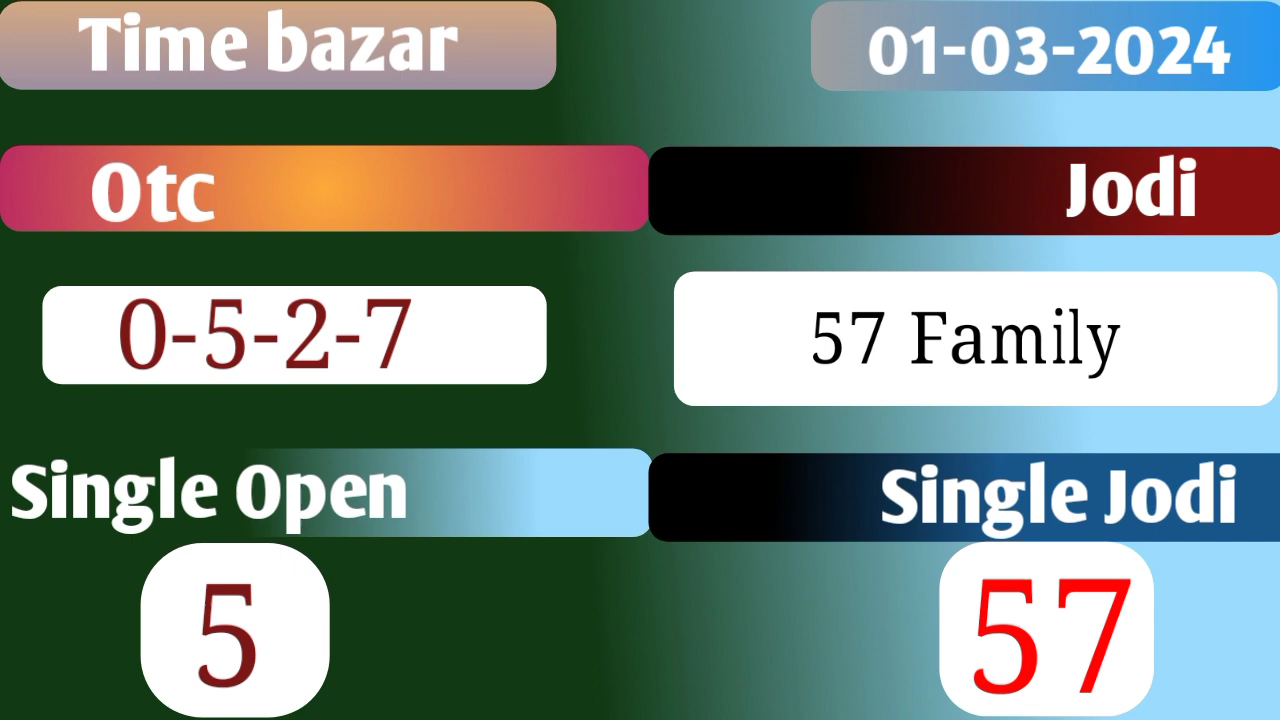 Time bazar
01-03-2024
Otc
Jodi
0-5-2-7
57 Family
Single Open
Single Jodi
5
57